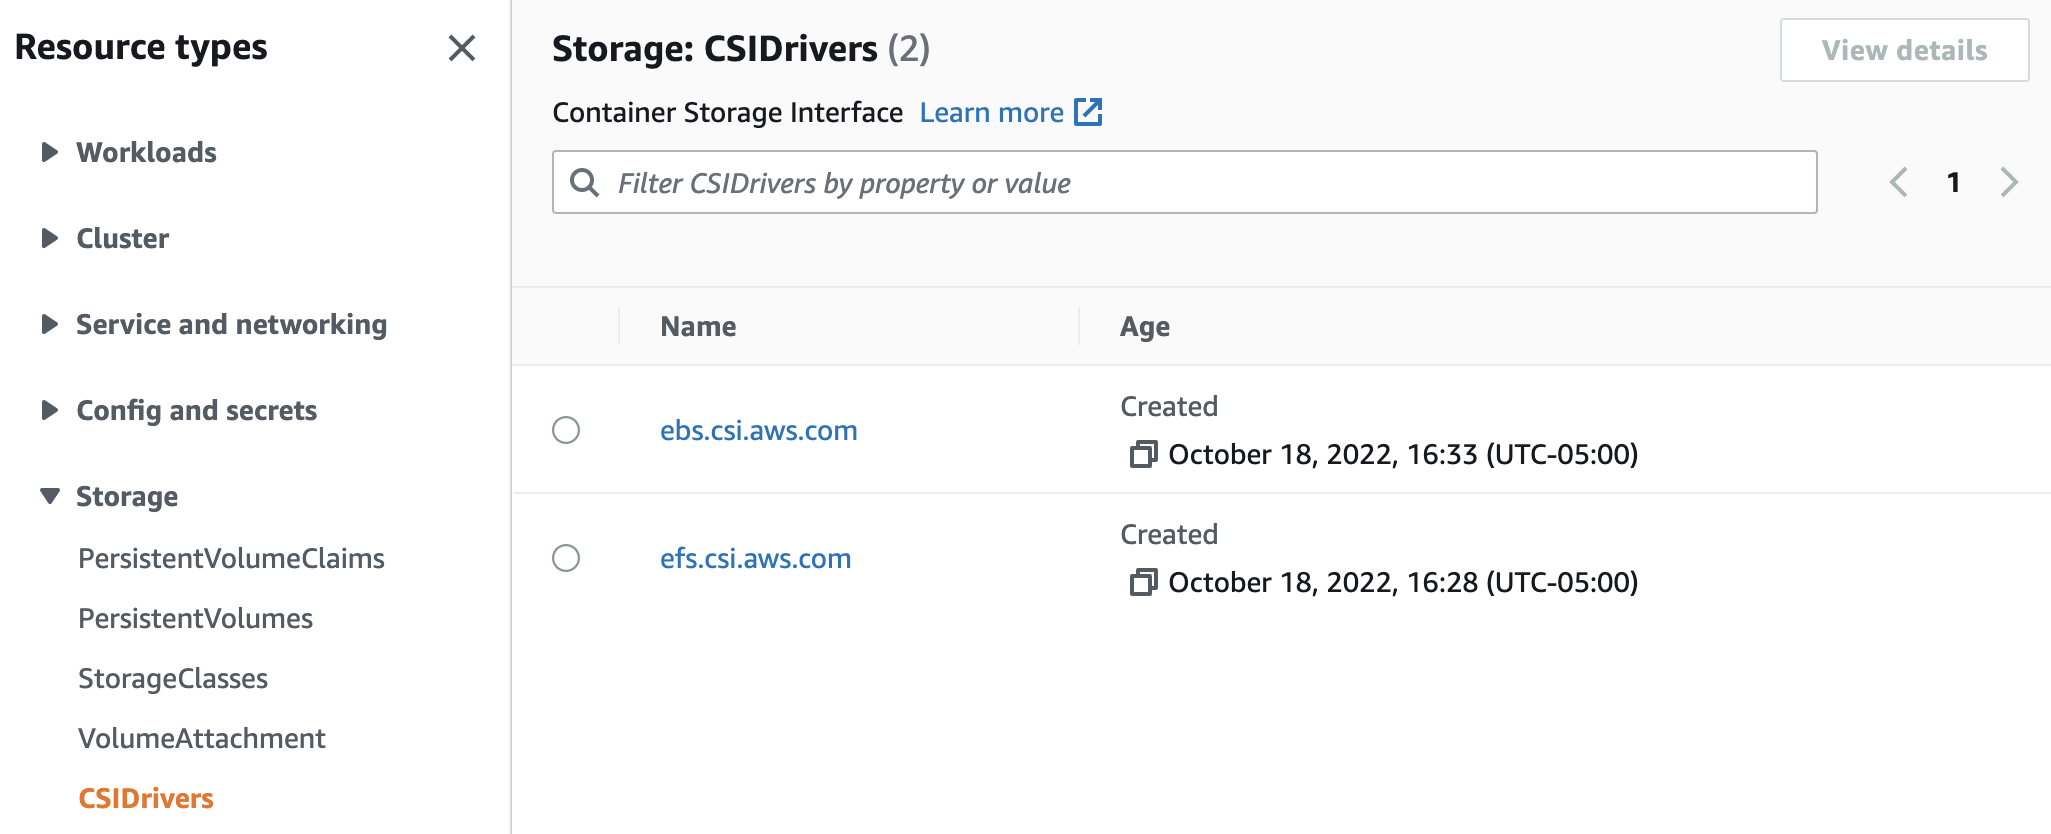 Resource types
Workloads
Cluster
Service and networking
Config and secrets
Storage
PersistentVolumeClaims
PersistentVolumes
StorageClasses
VolumeAttachment
CSIDrivers
Storage: CSIDrivers (2)
View details
Container Storage Interface Learn more
Filter CSIDrivers by property or value
1
Name Age
ebs.csi.aws.com
Created
October 18, 2022, 16:33 (UTC-05:00)
efs.csi.aws.com
Created
October 18, 2022, 16:28 (UTC-05:00)